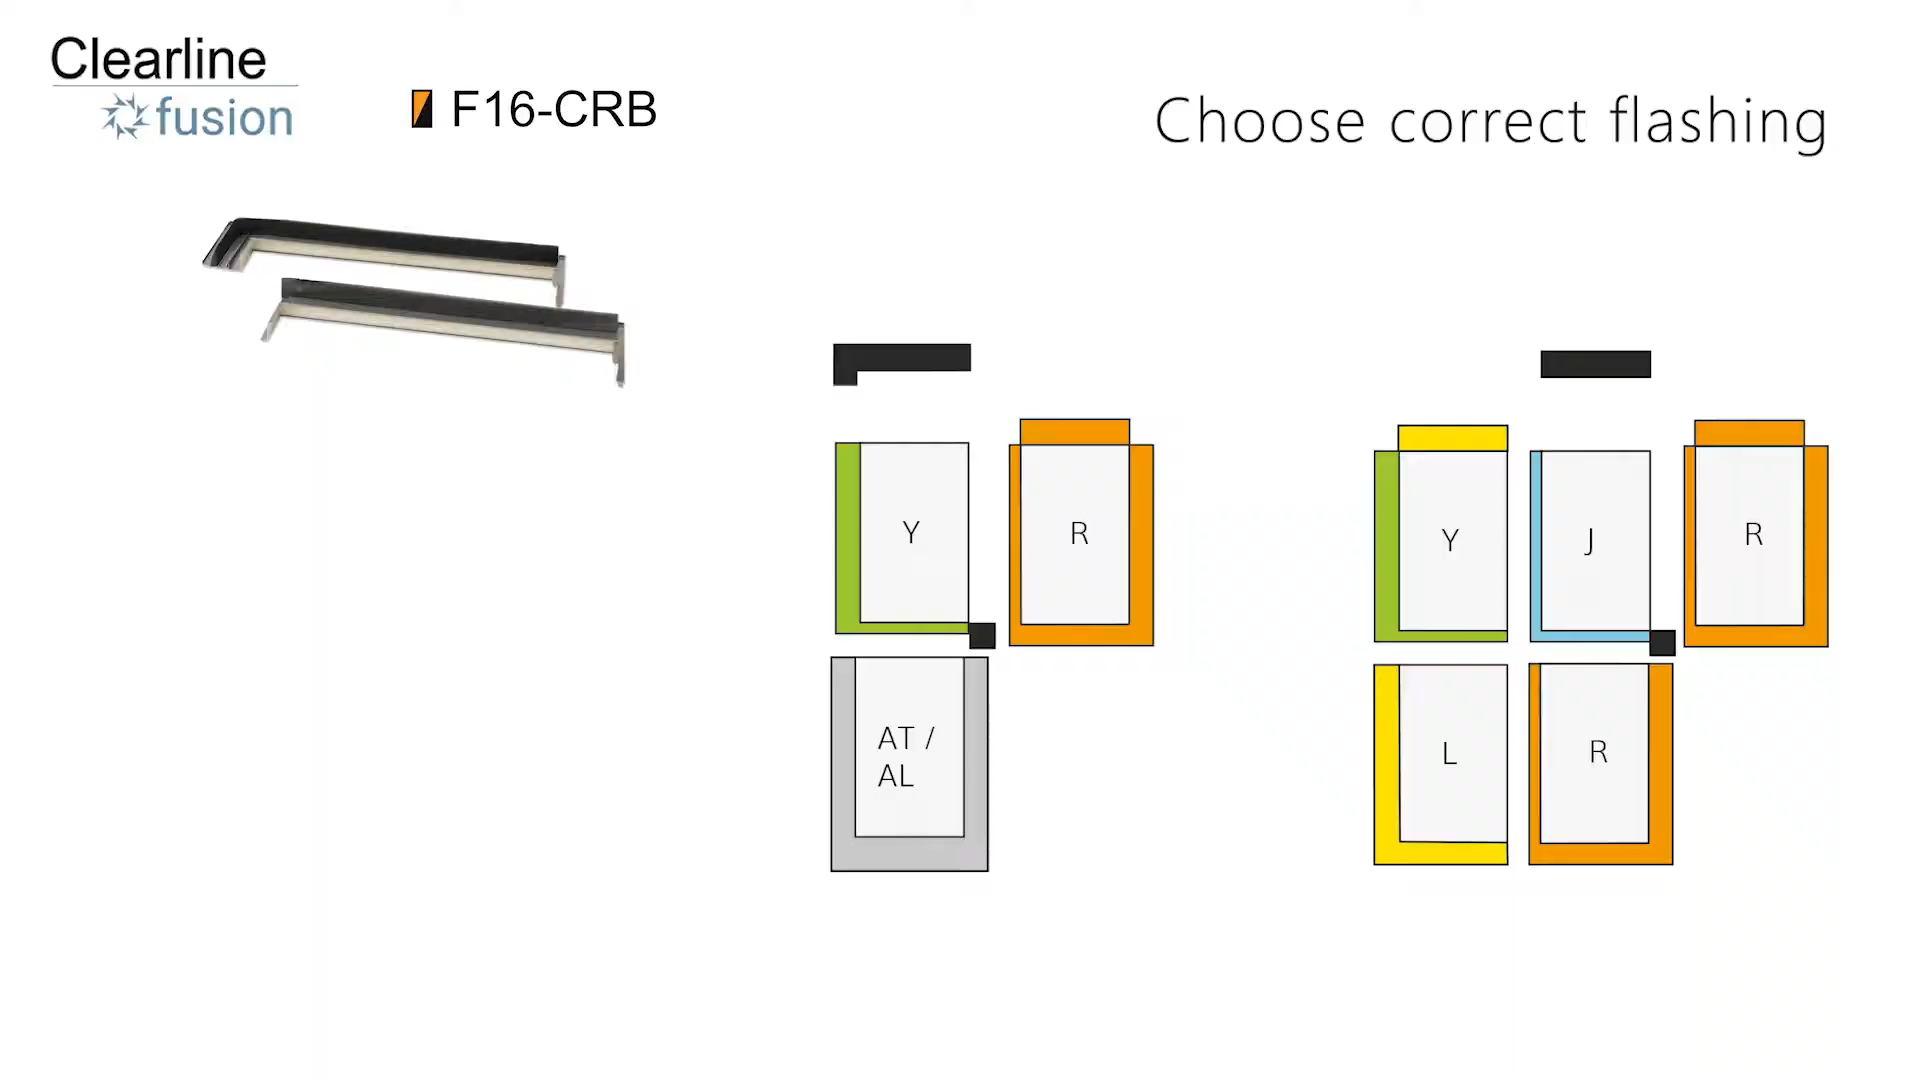 Clearline
fusion
F16-CRB
Choose correct flashing
Y
R
AT /
AL
Y
J
R
L
R